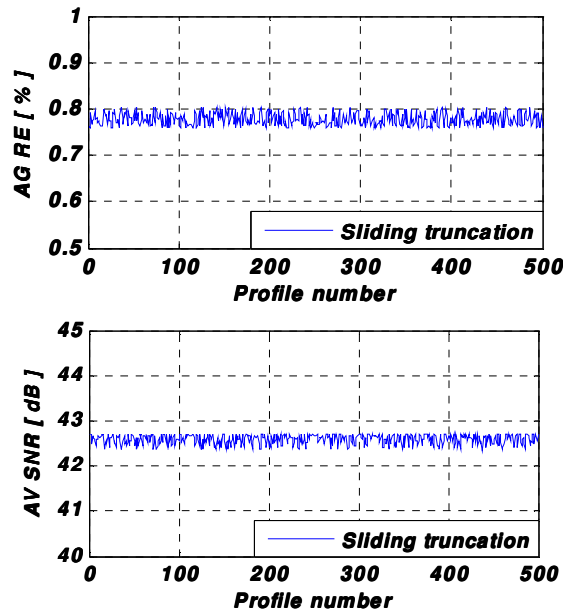 1
0.9
0.8
0.7
0.6
0.5
AG RE [ % ]
Sliding truncation
0 100 200 300 400 500
Profile number
45
44
43
42
41
40
AV SNR [ dB ]
Sliding truncation
0 100 200 300 400 500
Profile number